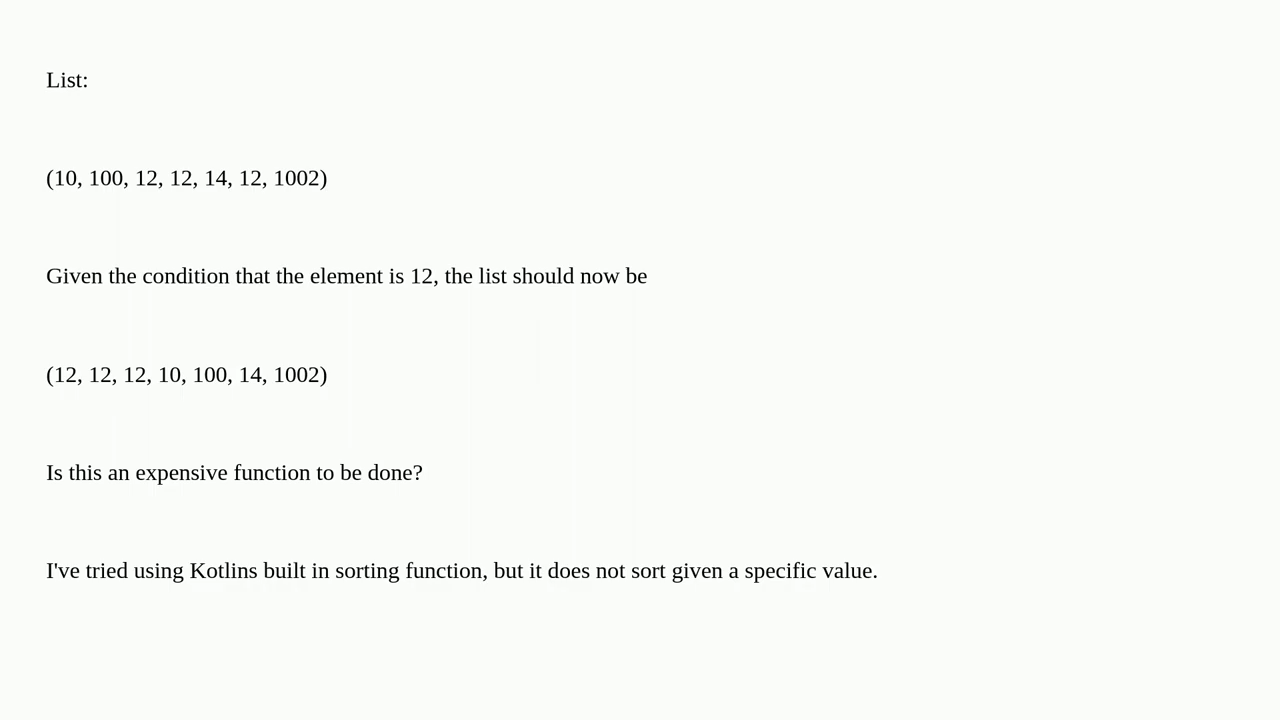 List:
(10, 100, 12, 12, 14, 12, 1002)
Given the condition that the element is 12, the list should now be
(12, 12, 12, 10, 100, 14, 1002)
Is this an expensive function to be done?
I've tried using Kotlins built in sorting function, but it does not sort given a specific value.